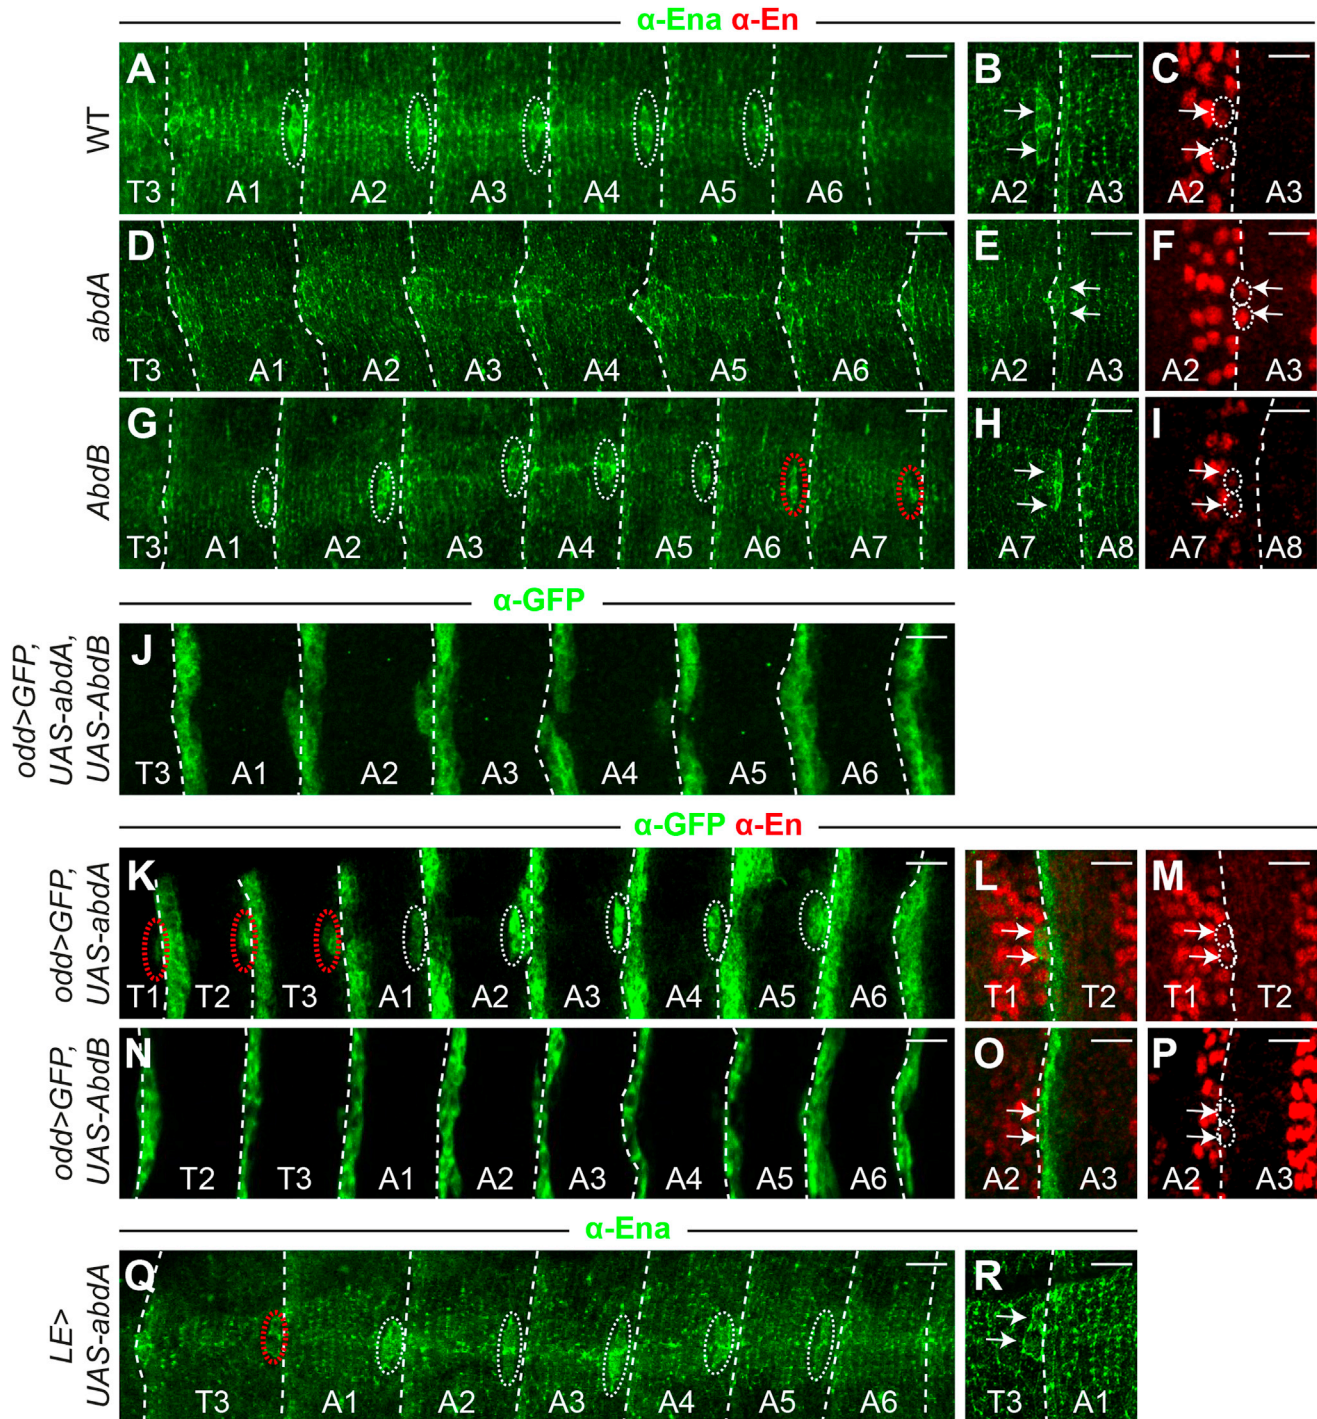 α-Ena α-En
WT
A
T3 A1 A2 A3 A4 A5 A6
B
A2 A3
C
A2 A3
abdA
D
T3 A1 A2 A3 A4 A5 A6
E
A2 A3
F
A2 A3
AbdB
G
T3 A1 A2 A3 A4 A5 A6 A7
H
A7 A8
I
A7 A8
α-GFP
odd>GFP,
UAS-abdA,
UAS-AbdB
J
T3 A1 A2 A3 A4 A5 A6
α-GFP α-En
odd>GFP,
UAS-abdA
K
T1 T2 T3 A1 A2 A3 A4 A5 A6
L
T1 T2
M
T1 T2
odd>GFP,
UAS-AbdB
N
T2 T3 A1 A2 A3 A4 A5 A6
O
A2 A3
P
A2 A3
α-Ena
LE>
UAS-abdA
Q
T3 A1 A2 A3 A4 A5 A6
R
T3 A1